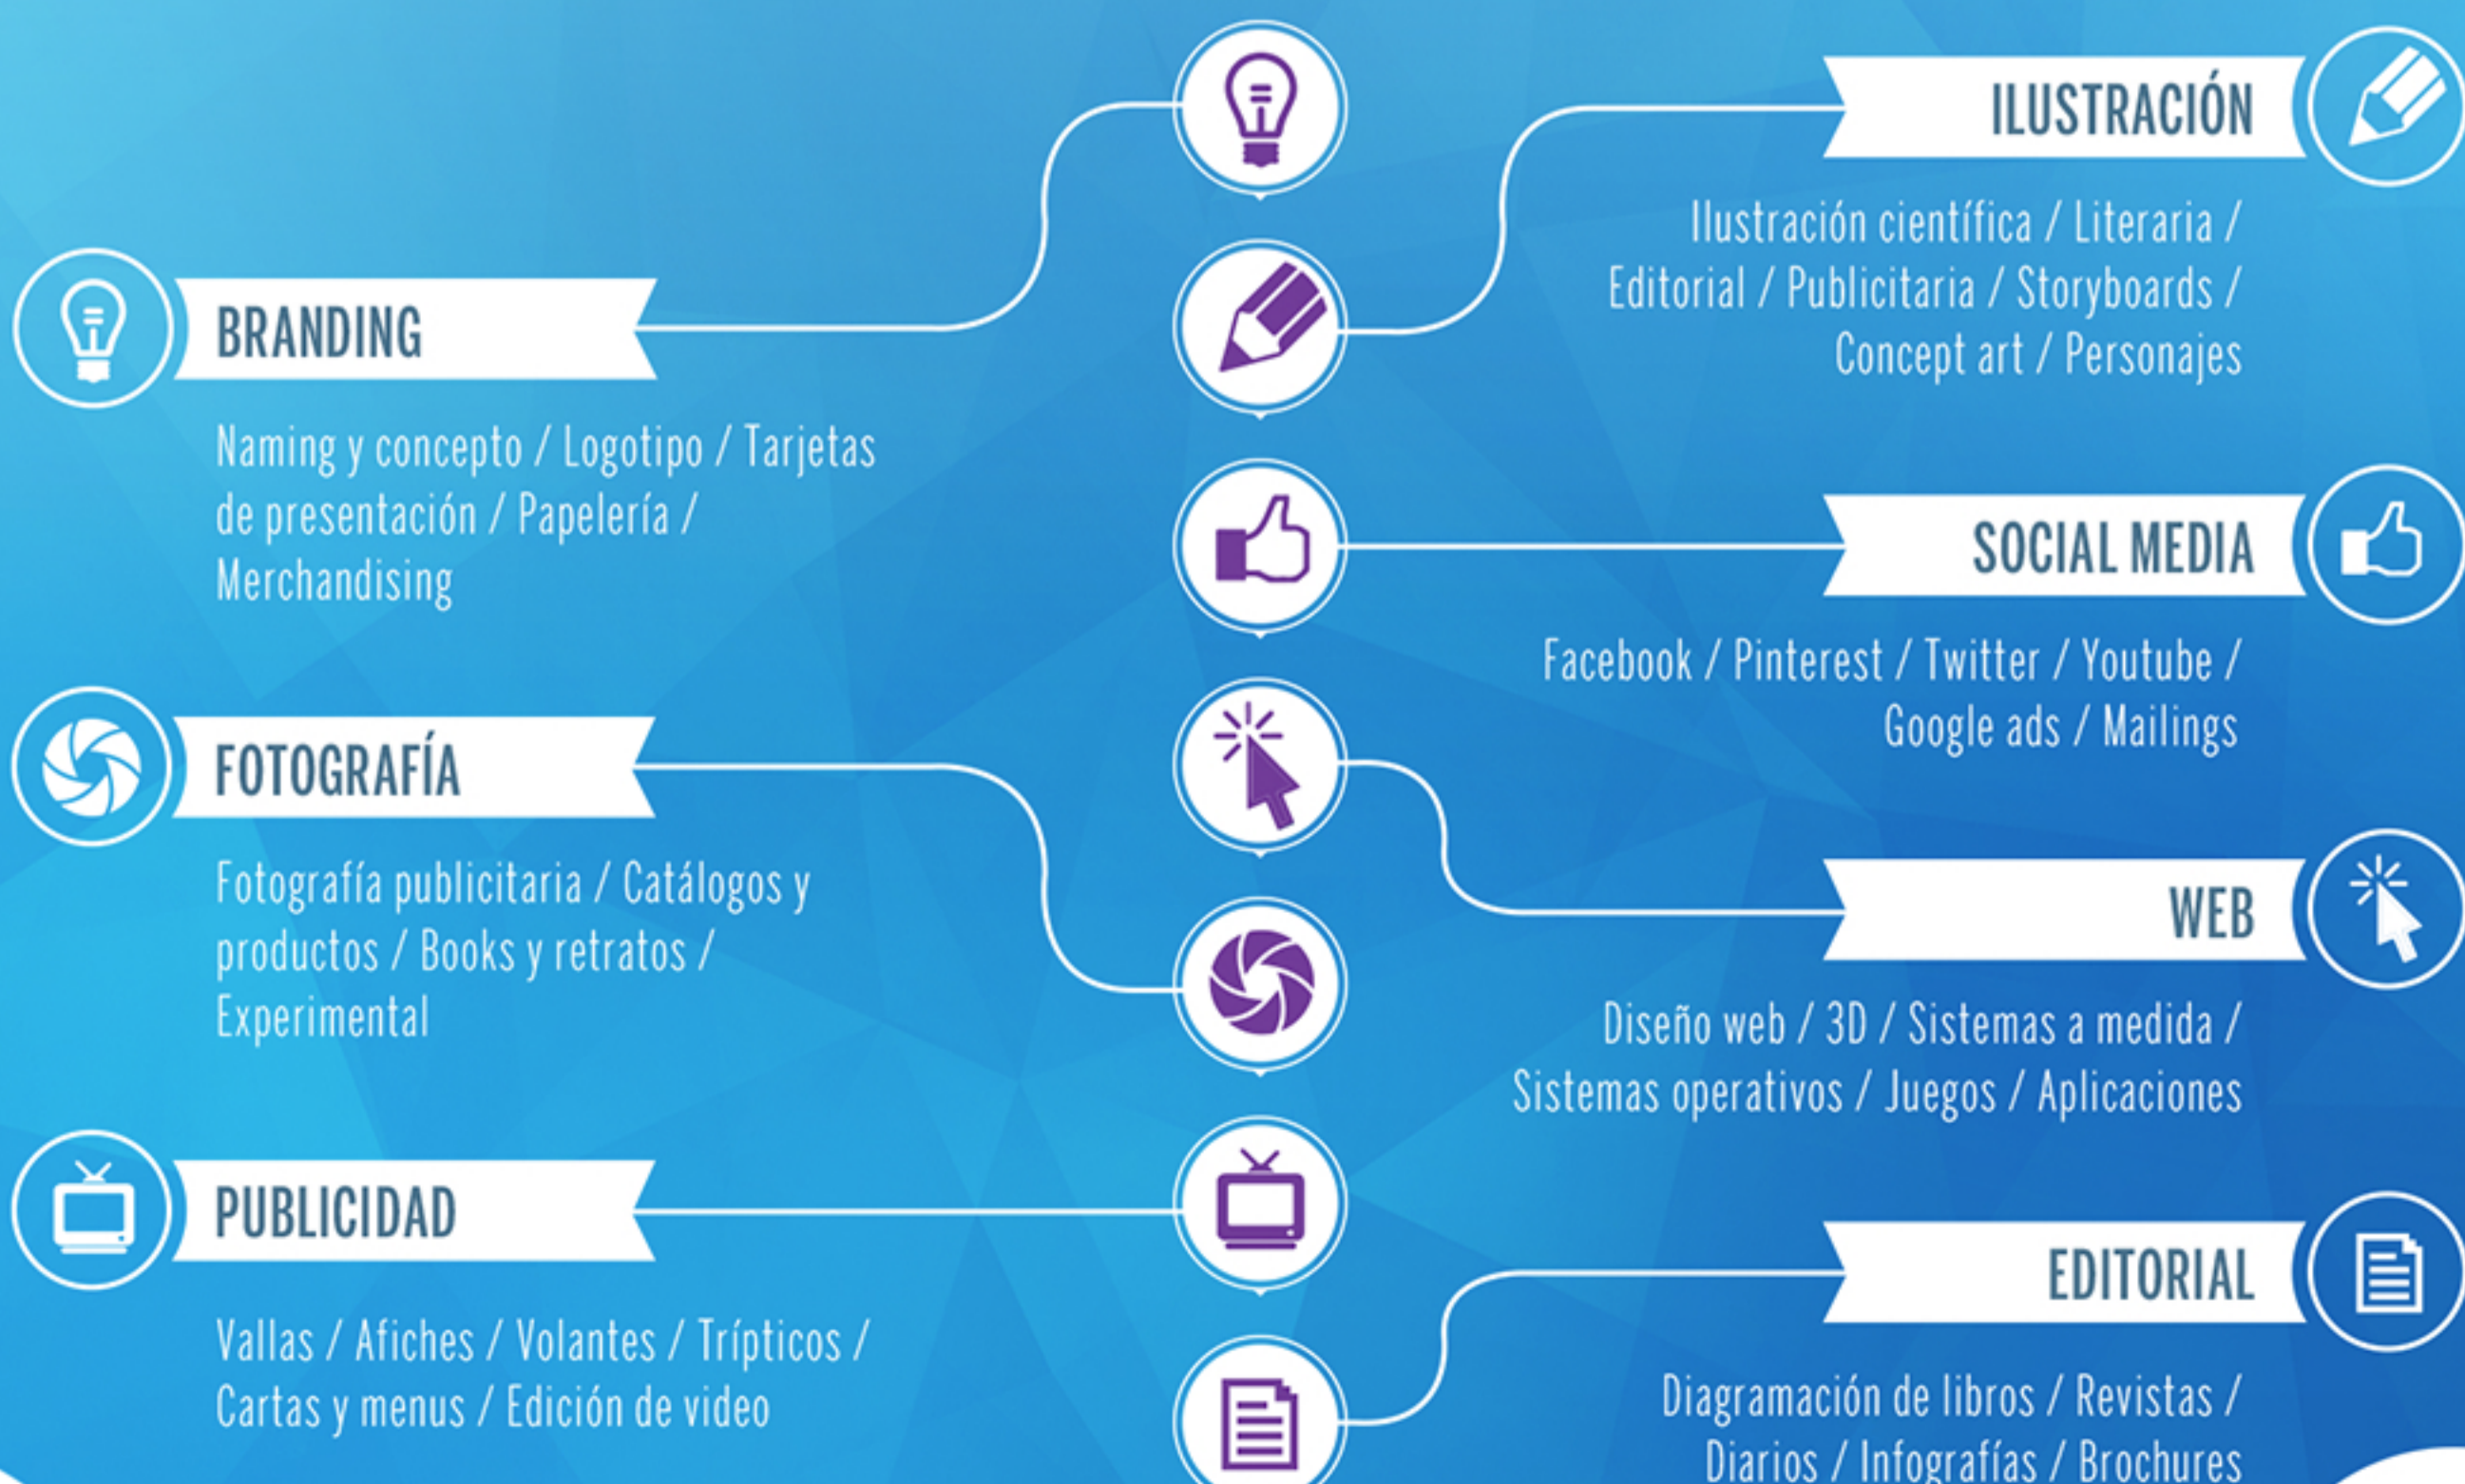 BRANDING
Naming y concepto / Logotipo / Tarjetas
de presentación / Papelería /
Merchandising
FOTOGRAFÍA
Fotografía publicitaria / Catálogos y
productos / Books y retratos /
Experimental
PUBLICIDAD
Vallas / Afiches / Volantes / Trípticos /
Cartas y menus / Edición de video
ILUSTRACIÓN
Ilustración científica / Literaria /
Editorial / Publicitaria / Storyboards /
Concept art / Personajes
SOCIAL MEDIA
Facebook / Pinterest / Twitter / Youtube /
Google ads / Mailings
WEB
Diseño web / 3D / Sistemas a medida /
Sistemas operativos / Juegos / Aplicaciones
EDITORIAL
Diagramación de libros / Revistas /
Diarios / Infografías / Brochures